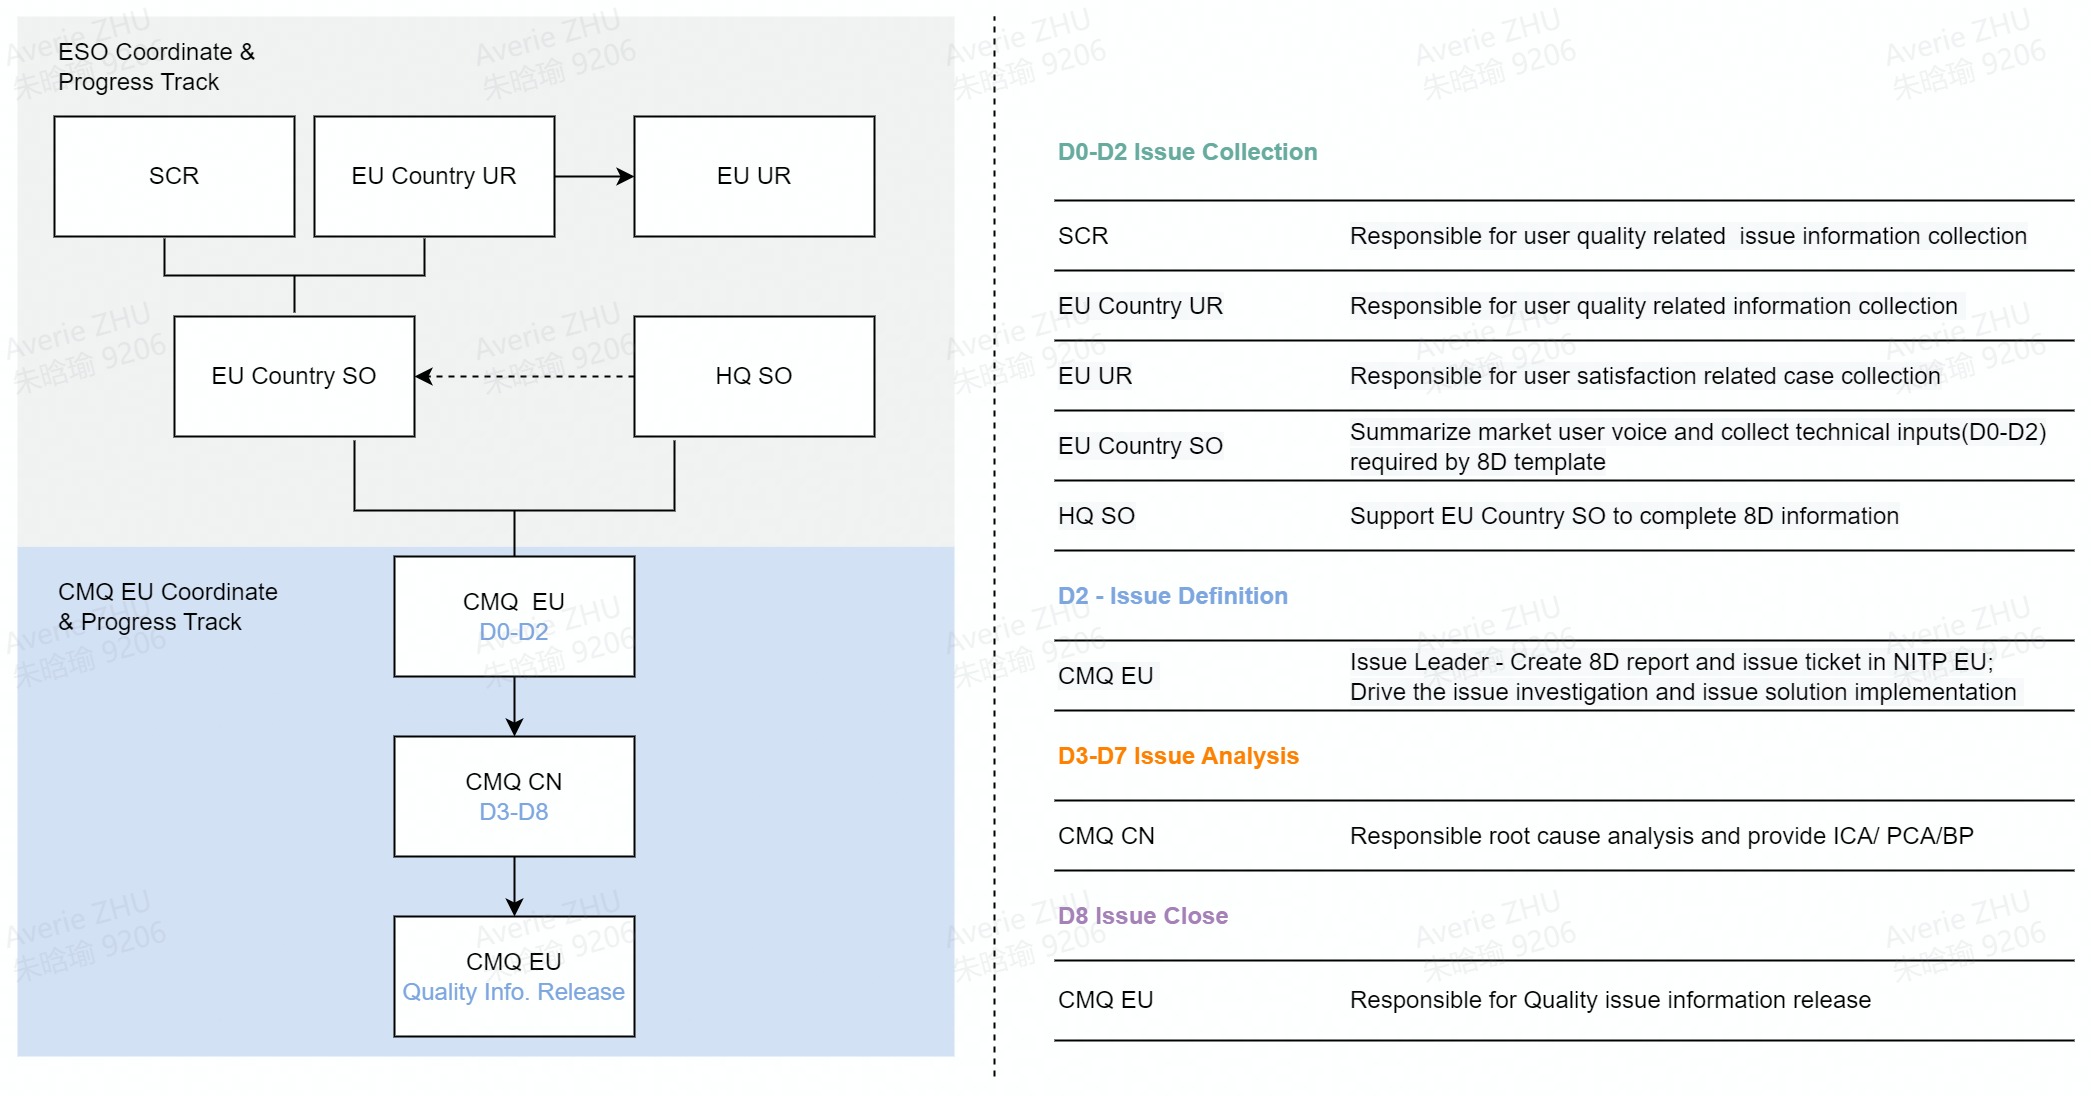 ESO Coordinate &
Progress Track
SCR
EU Country UR
EU UR
EU Country SO
HQ SO
CMQ EU Coordinate
& Progress Track
CMQ  EU
D0-D2
CMQ CN
D3-D8
CMQ EU
Quality Info. Release
D0-D2 Issue Collection
SCR Responsible for user quality related  issue information collection
EU Country UR Responsible for user quality related information collection
EU UR Responsible for user satisfaction related case collection
EU Country SO Summarize market user voice and collect technical inputs(D0-D2)
required by 8D template
HQ SO Support EU Country SO to complete 8D information
D2 - Issue Definition
CMQ EU Issue Leader - Create 8D report and issue ticket in NITP EU;
Drive the issue investigation and issue solution implementation
D3-D7 Issue Analysis
CMQ CN Responsible root cause analysis and provide ICA/ PCA/BP
D8 Issue Close
CMQ EU Responsible for Quality issue information release
Averie ZHU
朱晗瑜 9206